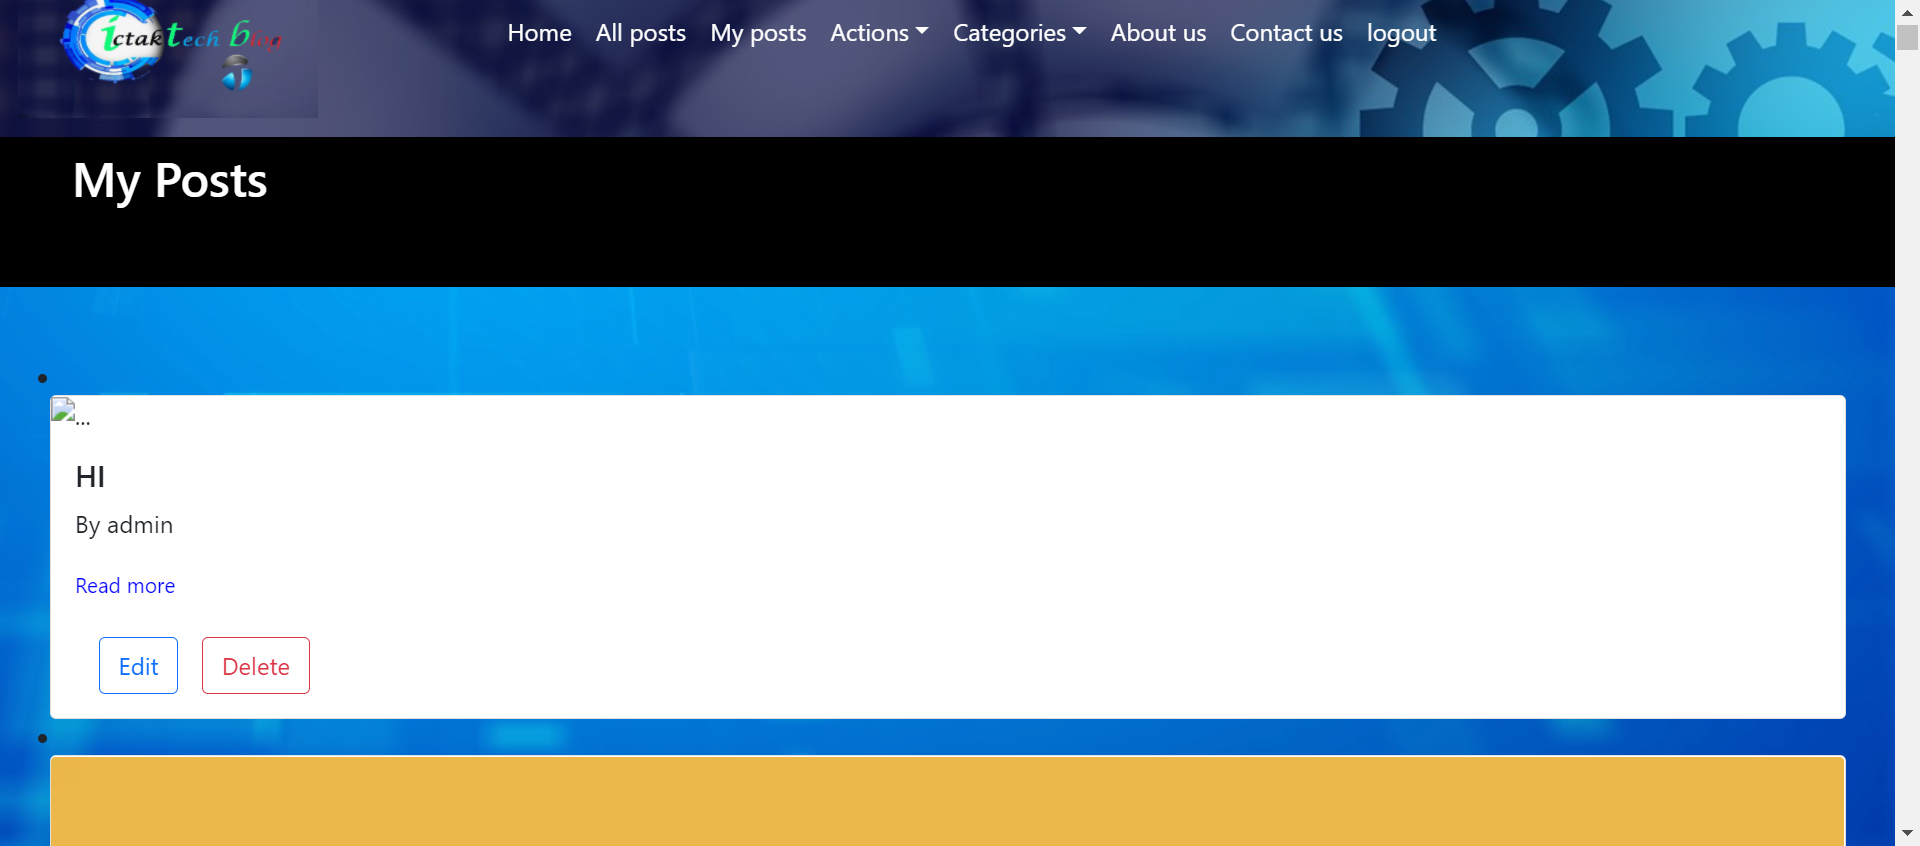 ictak tech blog
Home All posts My posts Actions Categories About us Contact us logout
My Posts
...
HI
By admin
Read more
Edit Delete